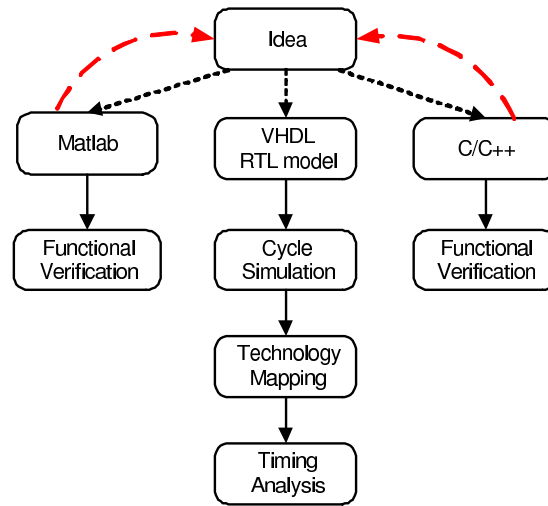 Idea
Matlab
VHDL
RTL model
C/C++
Functional
Verification
Cycle
Simulation
Functional
Verification
Technology
Mapping
Timing
Analysis